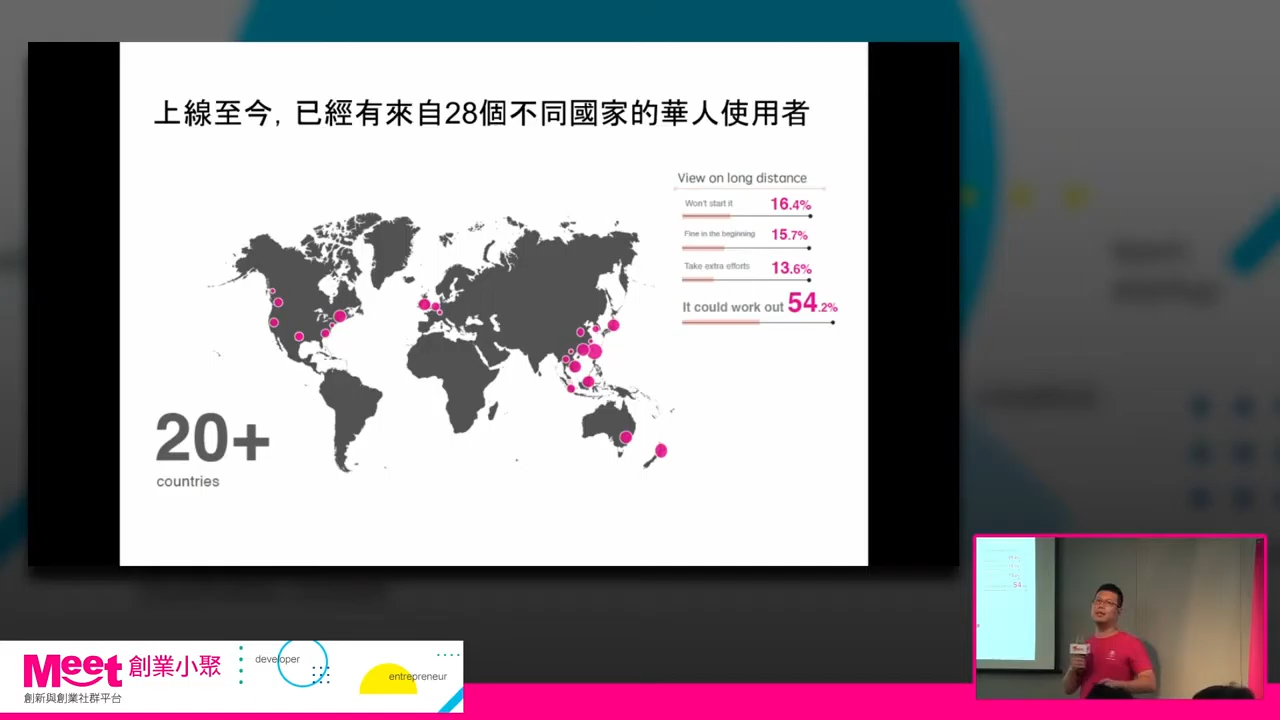 上線至今, 已經有來自28個不同國家的華人使用者
View on long distance
Won't start it 16.4%
Fine in the beginning 15.7%
Take extra efforts 13.6%
It could work out 54.2%
20+
countries
Meet 創業小聚
創新與創業社群平台
developer
entrepreneur